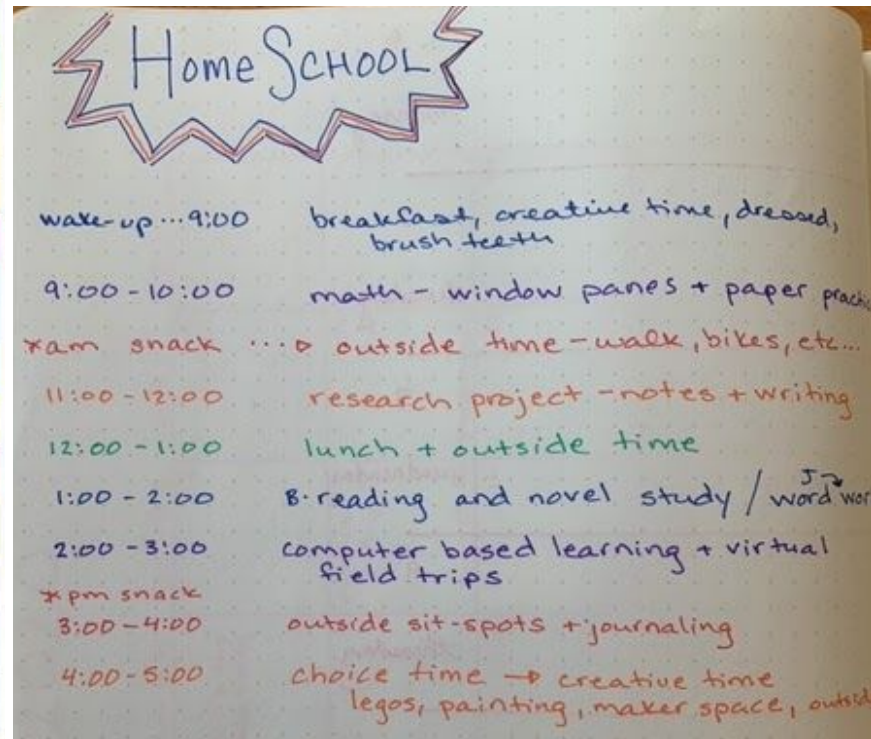 Home SCHOOL
wake-up ... 9:00 breakfast, creative time, dressed,
brush teeth
9:00 - 10:00 math - window panes + paper
*am snack ...▷ outside time - walk, bikes, etc...
11:00 - 12:00 research project - notes + writing
12:00 - 1:00 lunch + outside time
J
1:00 - 2:00 B. reading and novel study / word
2:00 - 3:00 computer based learning + virtual
field trips
*pm snack
3:00 - 4:00 outside sit-spots + journaling
4:00 - 5:00 choice time → creative time
legos, painting, maker space,